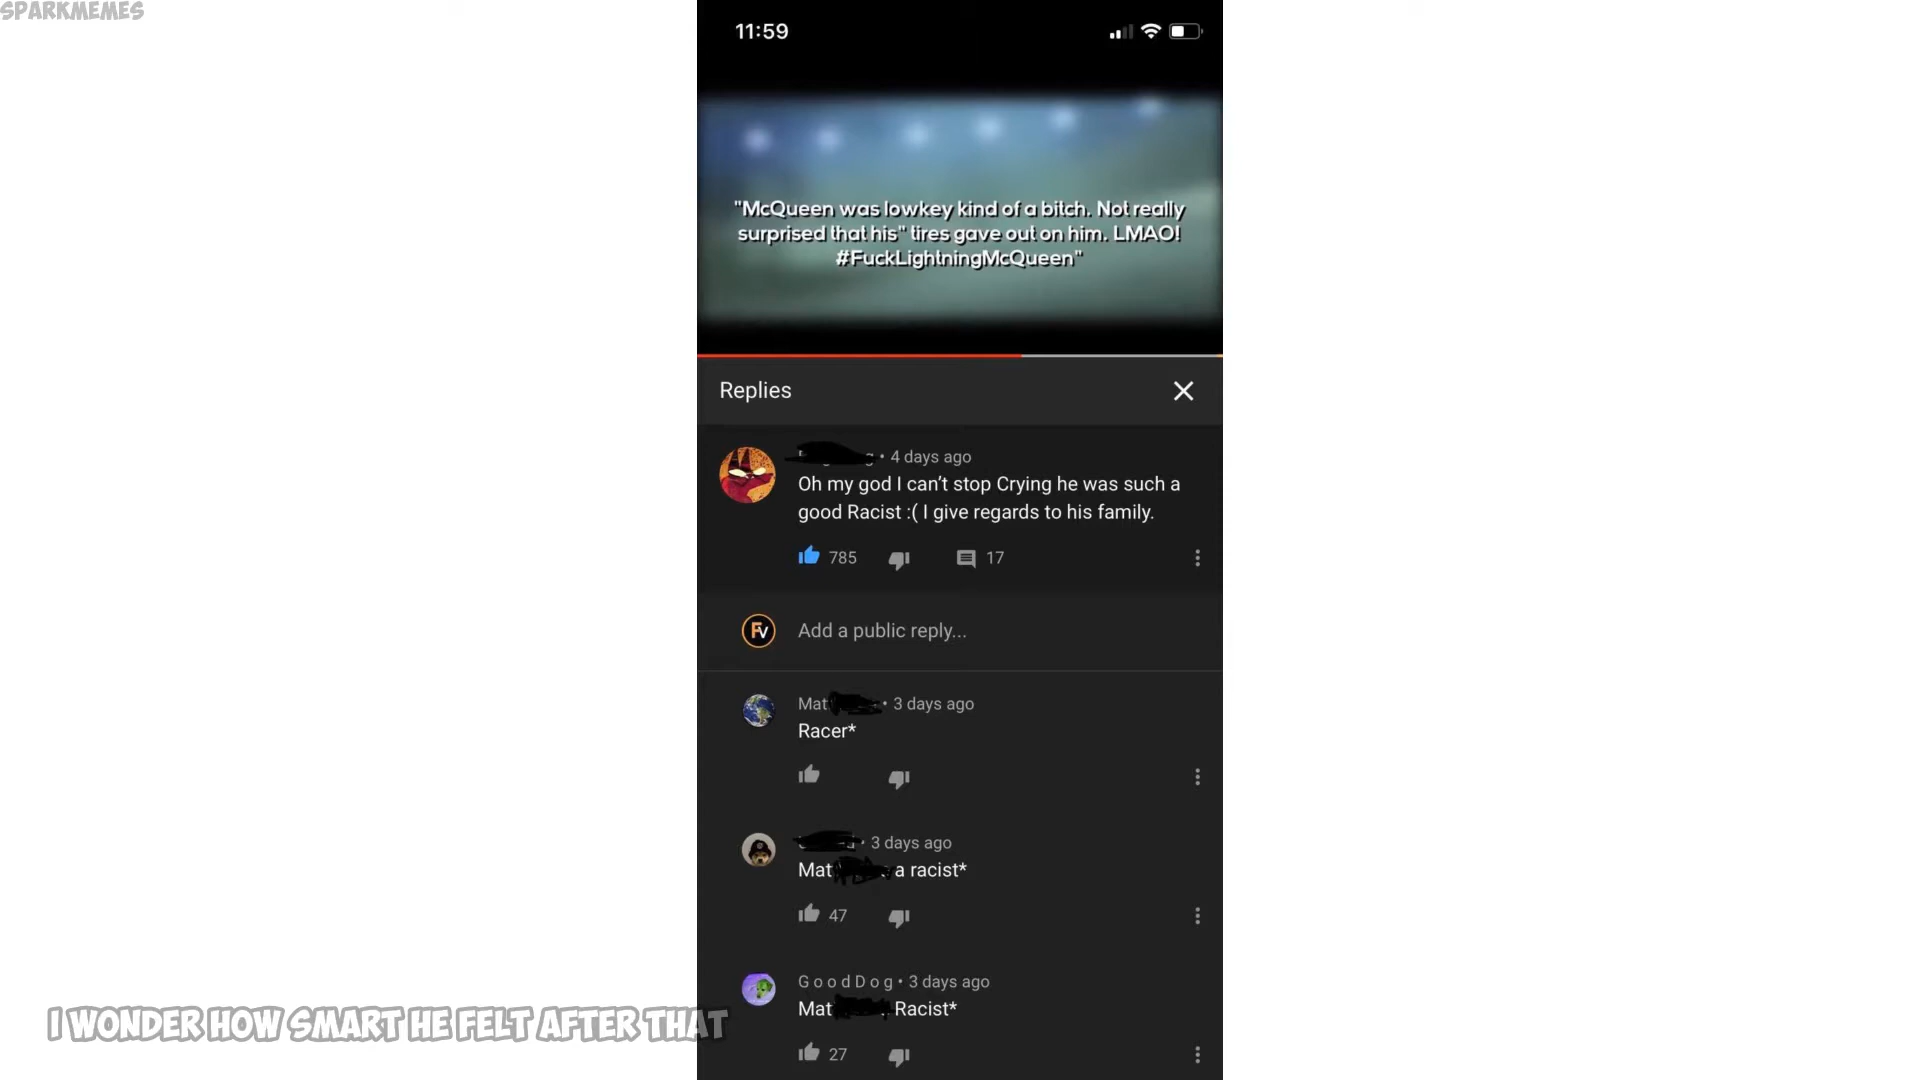 SPARKMEMES
11:59
"McQueen was lowkey kind of a bitch. Not really
surprised that his" tires gave out on him. LMAO!
#FuckLightningMcQueen"
Replies
• 4 days ago
Oh my god I can't stop Crying he was such a
good Racist :( I give regards to his family.
785
17
Fv
Add a public reply...
Mat • 3 days ago
Racer*
• 3 days ago
Mat a racist*
47
GoodDog • 3 days ago
Mat Racist*
27
I WONDER HOW SMART HE FELT AFTER THAT